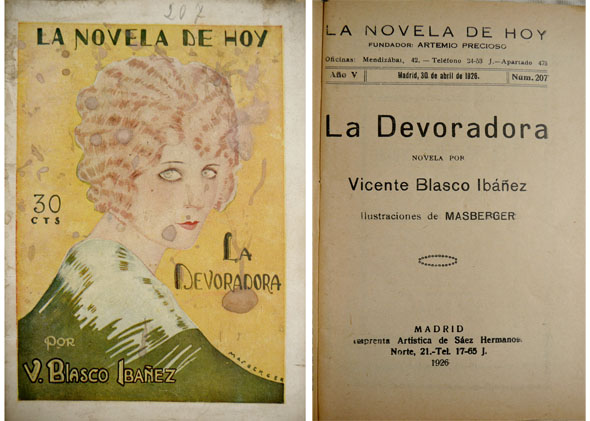 207
LA NOVELA DE HOY
30
CTS
LA
DEVORADORA
POR
V. BLASCO IBAÑEZ
MASBERGER
LA NOVELA DE HOY
FUNDADOR: ARTEMIO PRECIOSO
Oficinas: Mendizábal, 42. — Teléfono 24-53 J.—Apartado 475
Año V
Madrid, 30 de abril de 1926.
Núm. 207
La Devoradora
NOVELA POR
Vicente Blasco Ibáñez
Ilustraciones de MASBERGER
MADRID
Imprenta Artística de Sáez Hermanos
Norte, 21.-Tel. 17-65 J.
1926